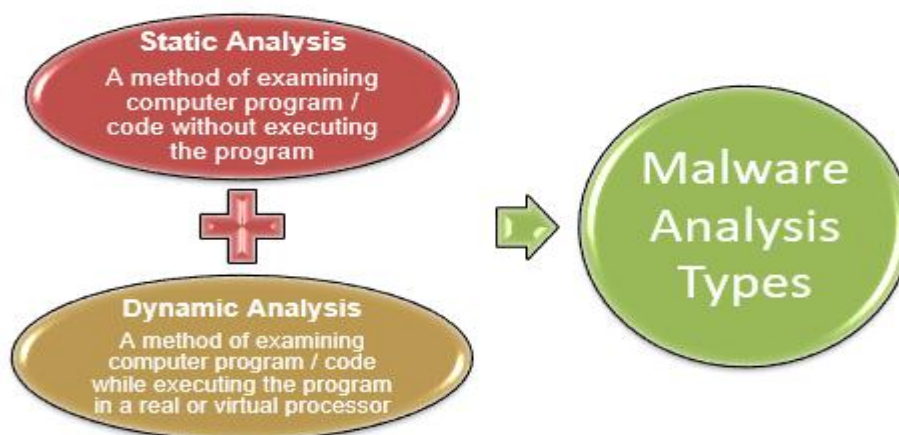 Static Analysis
A method of examining
computer program /
code without executing
the program
Dynamic Analysis
A method of examining
computer program / code
while executing the program
in a real or virtual processor
Malware
Analysis
Types